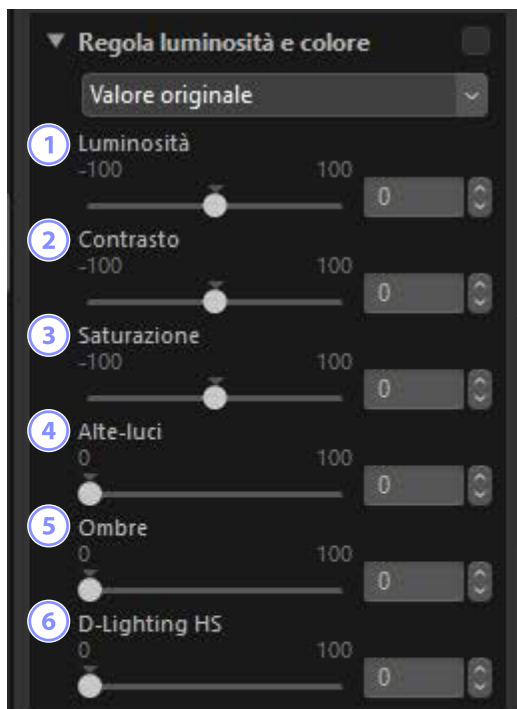 Regola luminosità e colore
Valore originale
1 Luminosità
-100 100
0
2 Contrasto
-100 100
0
3 Saturazione
-100 100
0
4 Alte-luci
0 100
0
5 Ombre
0 100
0
6 D-Lighting HS
0 100
0